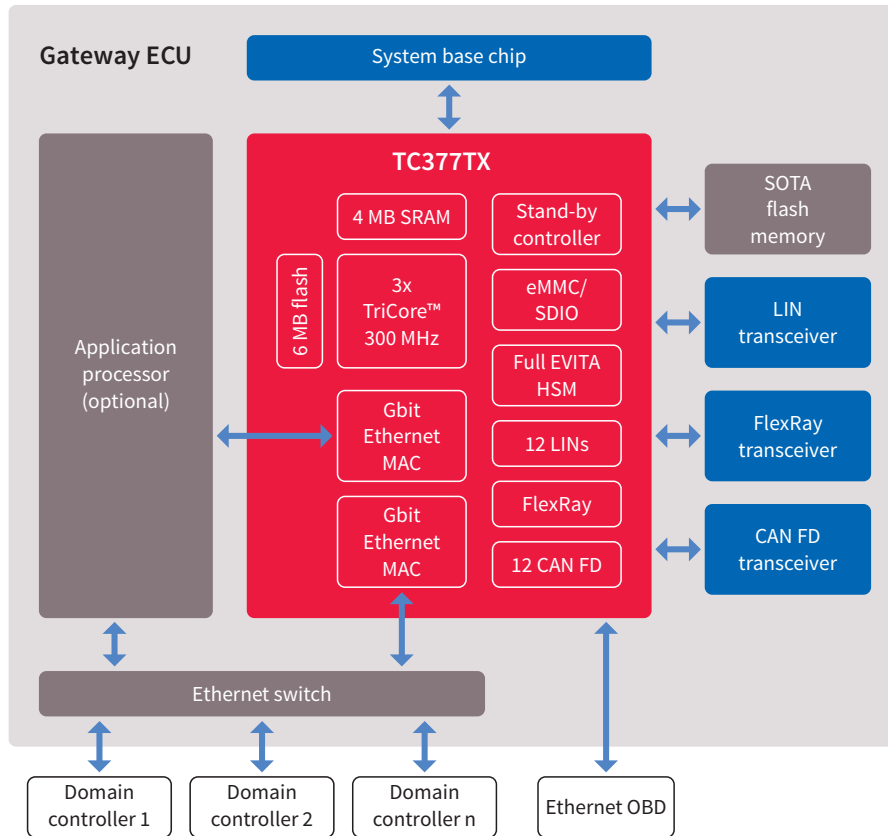 Gateway ECU
System base chip
TC377TX
4 MB SRAM
6 MB flash
3x
TriCore™
300 MHz
Gbit
Ethernet
MAC
Gbit
Ethernet
MAC
Stand-by
controller
eMMC/
SDIO
Full EVITA
HSM
12 LINs
FlexRay
12 CAN FD
Application
processor
(optional)
SOTA
flash
memory
LIN
transceiver
FlexRay
transceiver
CAN FD
transceiver
Ethernet switch
Domain
controller 1
Domain
controller 2
Domain
controller n
Ethernet OBD